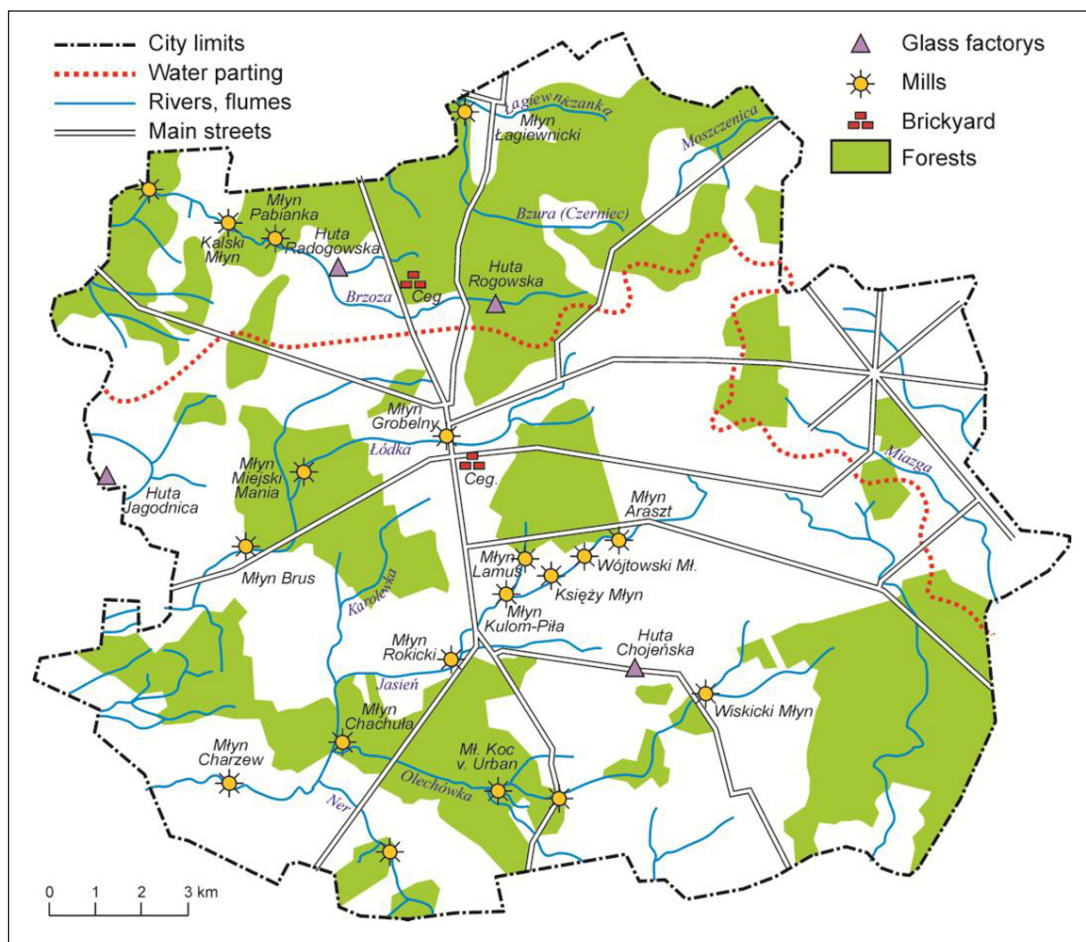 City limits
Water parting
Rivers, flumes
Main streets
Glass factorys
Mills
Brickyard
Forests
Łagiewniczanka
Młyn
Łagiewnicki
Moszczenica
Bzura (Czerniec)
Młyn
Pabianka
Kalski
Młyn
Huta
Radogowska
Huta
Rogowska
Ceg.
Brzoza
Młyn
Grobelny
Łódka
Ceg.
Młyn
Miejski
Mania
Huta
Jagodnica
Miazga
Młyn
Araszt
Młyn
Lamus
Wójtowski Mł.
Księży Młyn
Młyn
Kulom-Piła
Młyn Brus
Karolewka
Młyn
Rokicki
Huta
Chojeńska
Jasień
Wiskicki Młyn
Młyn
Chachuła
Młyn
Charzew
Mł. Koc
v. Urban
Olechówka
Ner
0 1 2 3 km